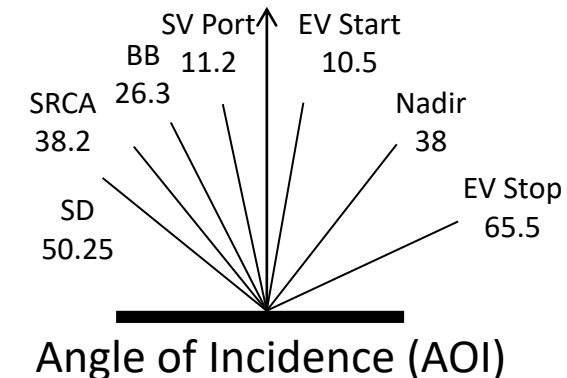 SV Port
11.2
EV Start
10.5
BB
26.3
SRCA
38.2
Nadir
38
SD
50.25
EV Stop
65.5
Angle of Incidence (AOI)